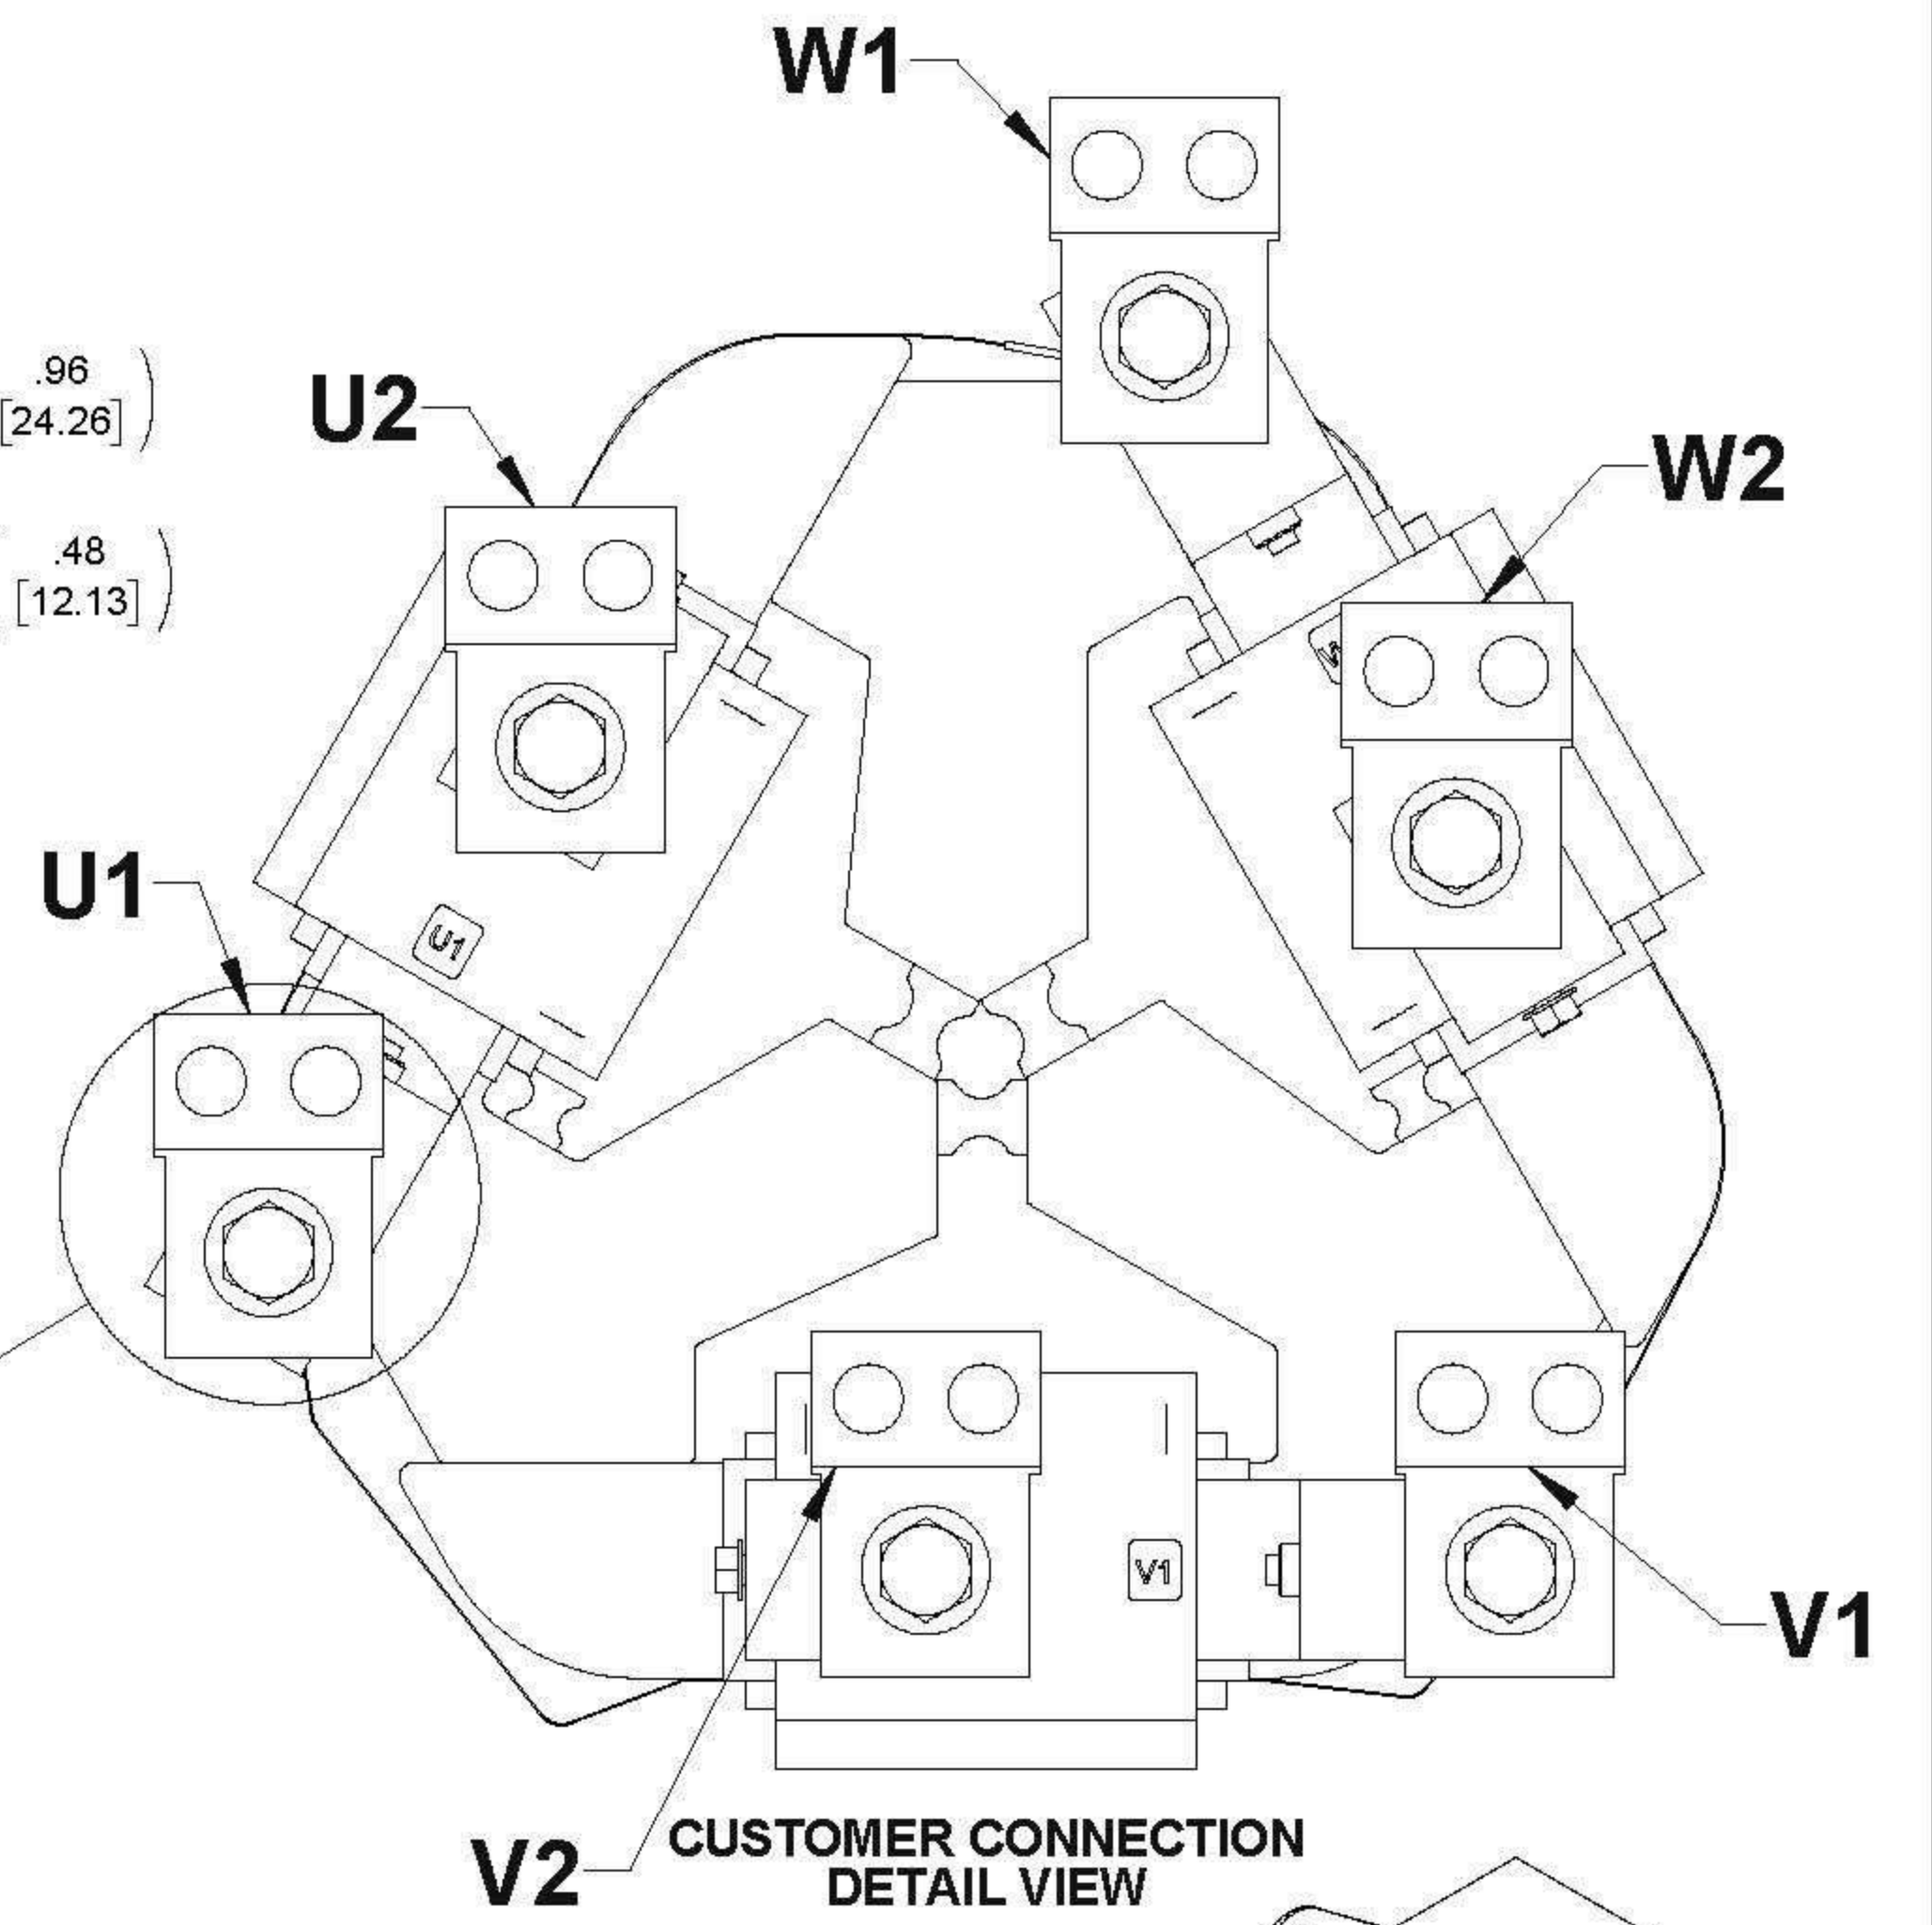 W1
.96
[24.26]
U2
W2
.48
[12.13]
U1
U1
V1
V1
V2
CUSTOMER CONNECTION
DETAIL VIEW